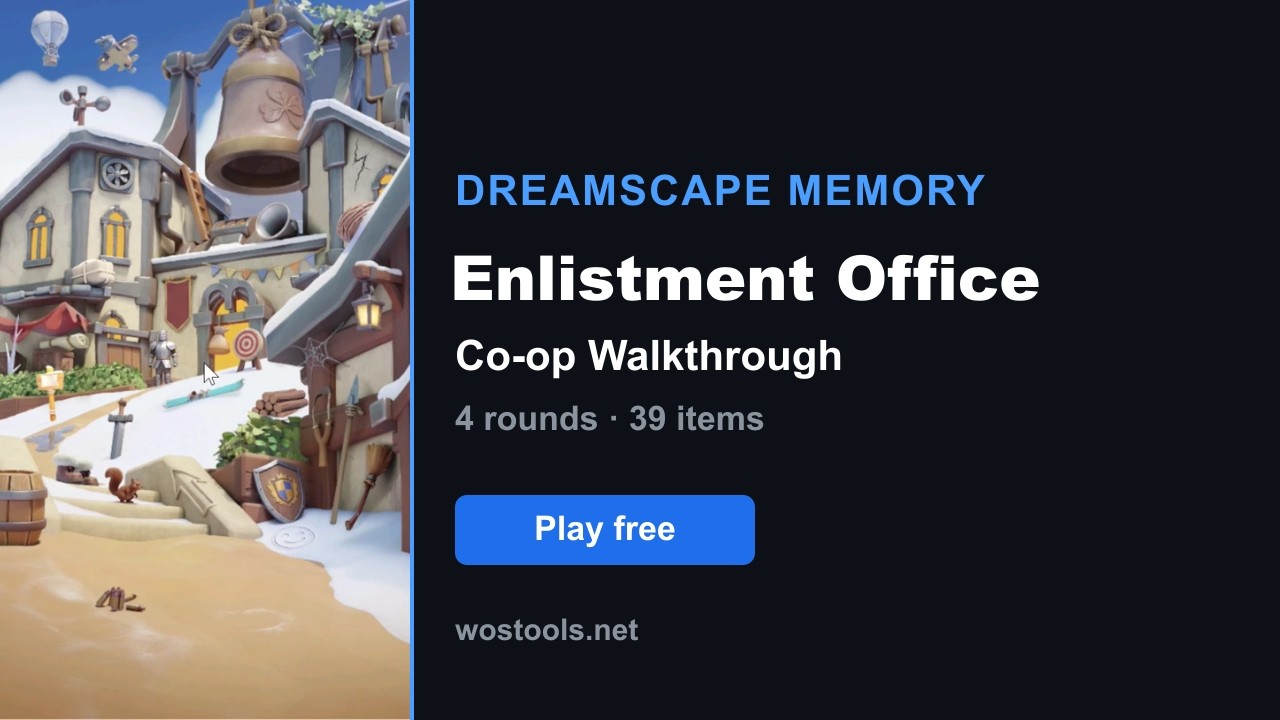 DREAMSCAPE MEMORY
Enlistment Office
Co-op Walkthrough
4 rounds · 39 items
Play free
wostools.net